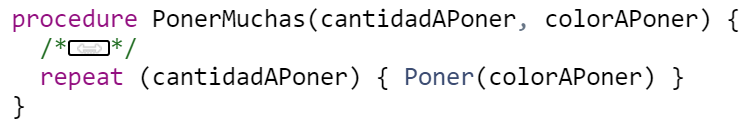 procedure PonerMuchas(cantidadAPoner, colorAPoner) {
/**/
repeat (cantidadAPoner) { Poner(colorAPoner) }
}